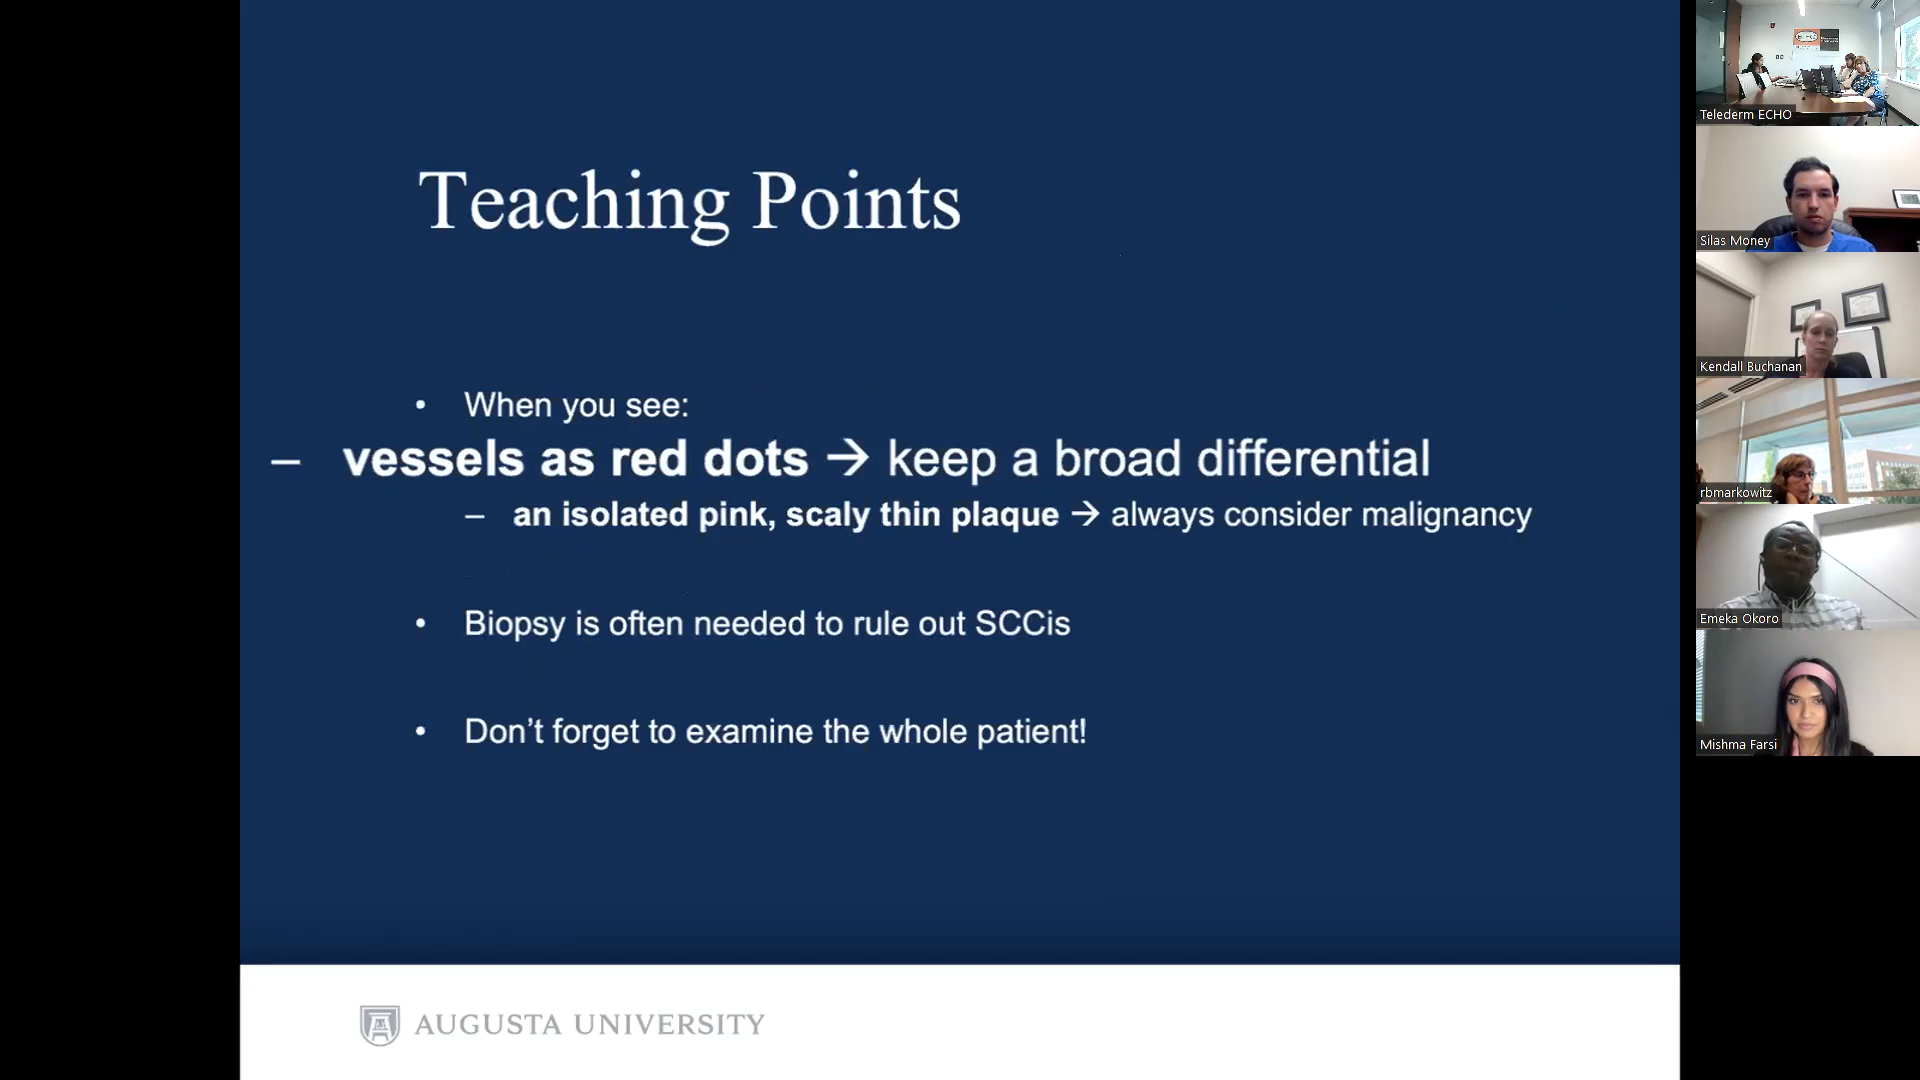 Teaching Points
• When you see:
– vessels as red dots → keep a broad differential
– an isolated pink, scaly thin plaque → always consider malignancy
• Biopsy is often needed to rule out SCCis
• Don’t forget to examine the whole patient!
AUGUSTA UNIVERSITY
Telederm ECHO
Silas Money
Kendall Buchanan
rbmarkowitz
Emeka Okoro
Mishma Farsi